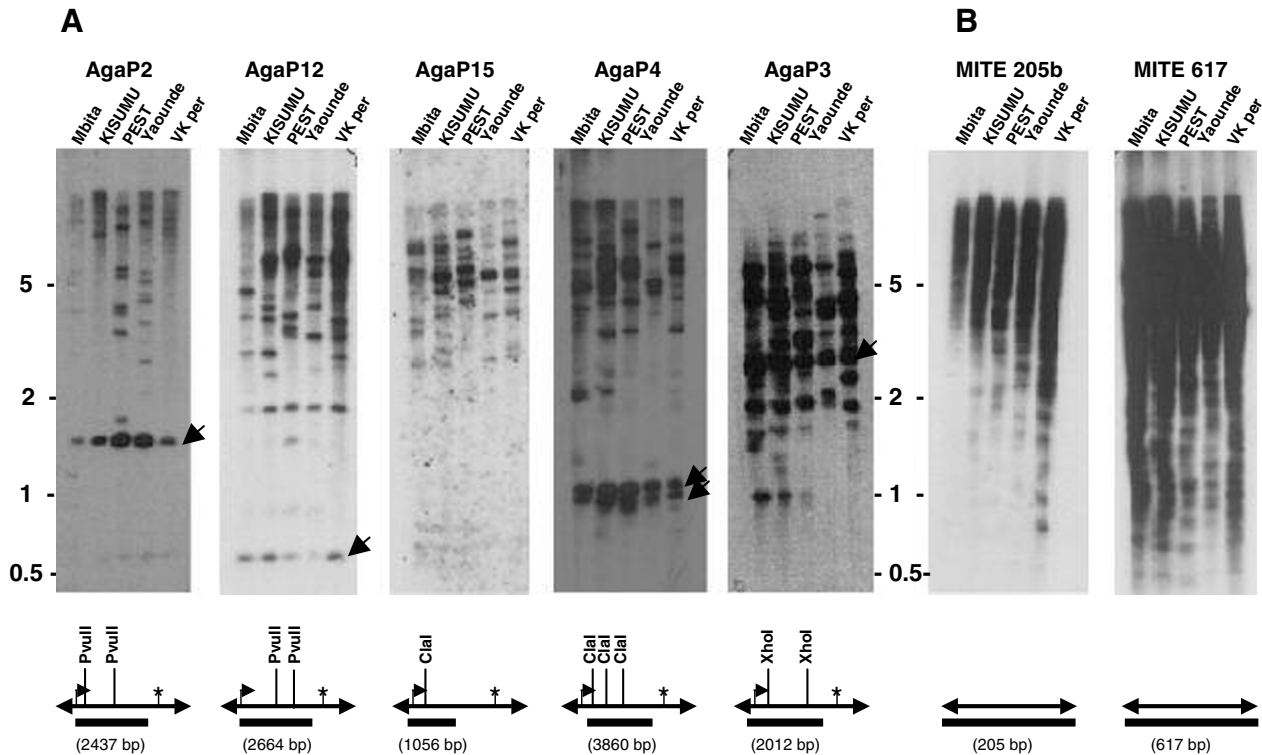 A B
AgaP2 AgaP12 AgaP15 AgaP4 AgaP3 MITE 205b MITE 617
Mbita KISUMU PEST Yaounde VK per Mbita KISUMU PEST Yaounde VK per Mbita KISUMU PEST Yaounde VK per Mbita KISUMU PEST Yaounde VK per Mbita KISUMU PEST Yaounde VK per Mbita KISUMU PEST Yaounde VK per Mbita KISUMU PEST Yaounde VK per
5 - - 5 -
2 - - 2 -
1 - - 1 -
0.5- - 0.5-
PvuII PvuII PvuII PvuII ClaI ClaI ClaI ClaI XhoI XhoI
* * * * *
(2437 bp) (2664 bp) (1056 bp) (3860 bp) (2012 bp) (205 bp) (617 bp)